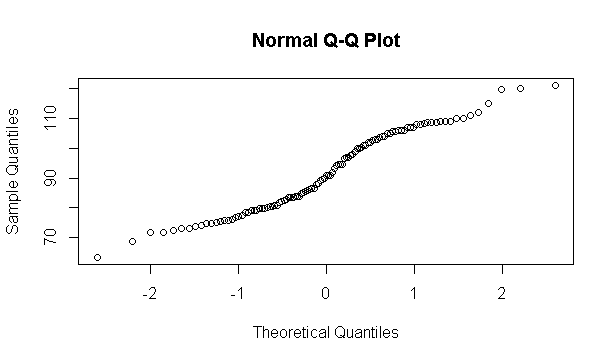 Normal Q-Q Plot
Sample Quantiles
110
90
70
-2 -1 0 1 2
Theoretical Quantiles